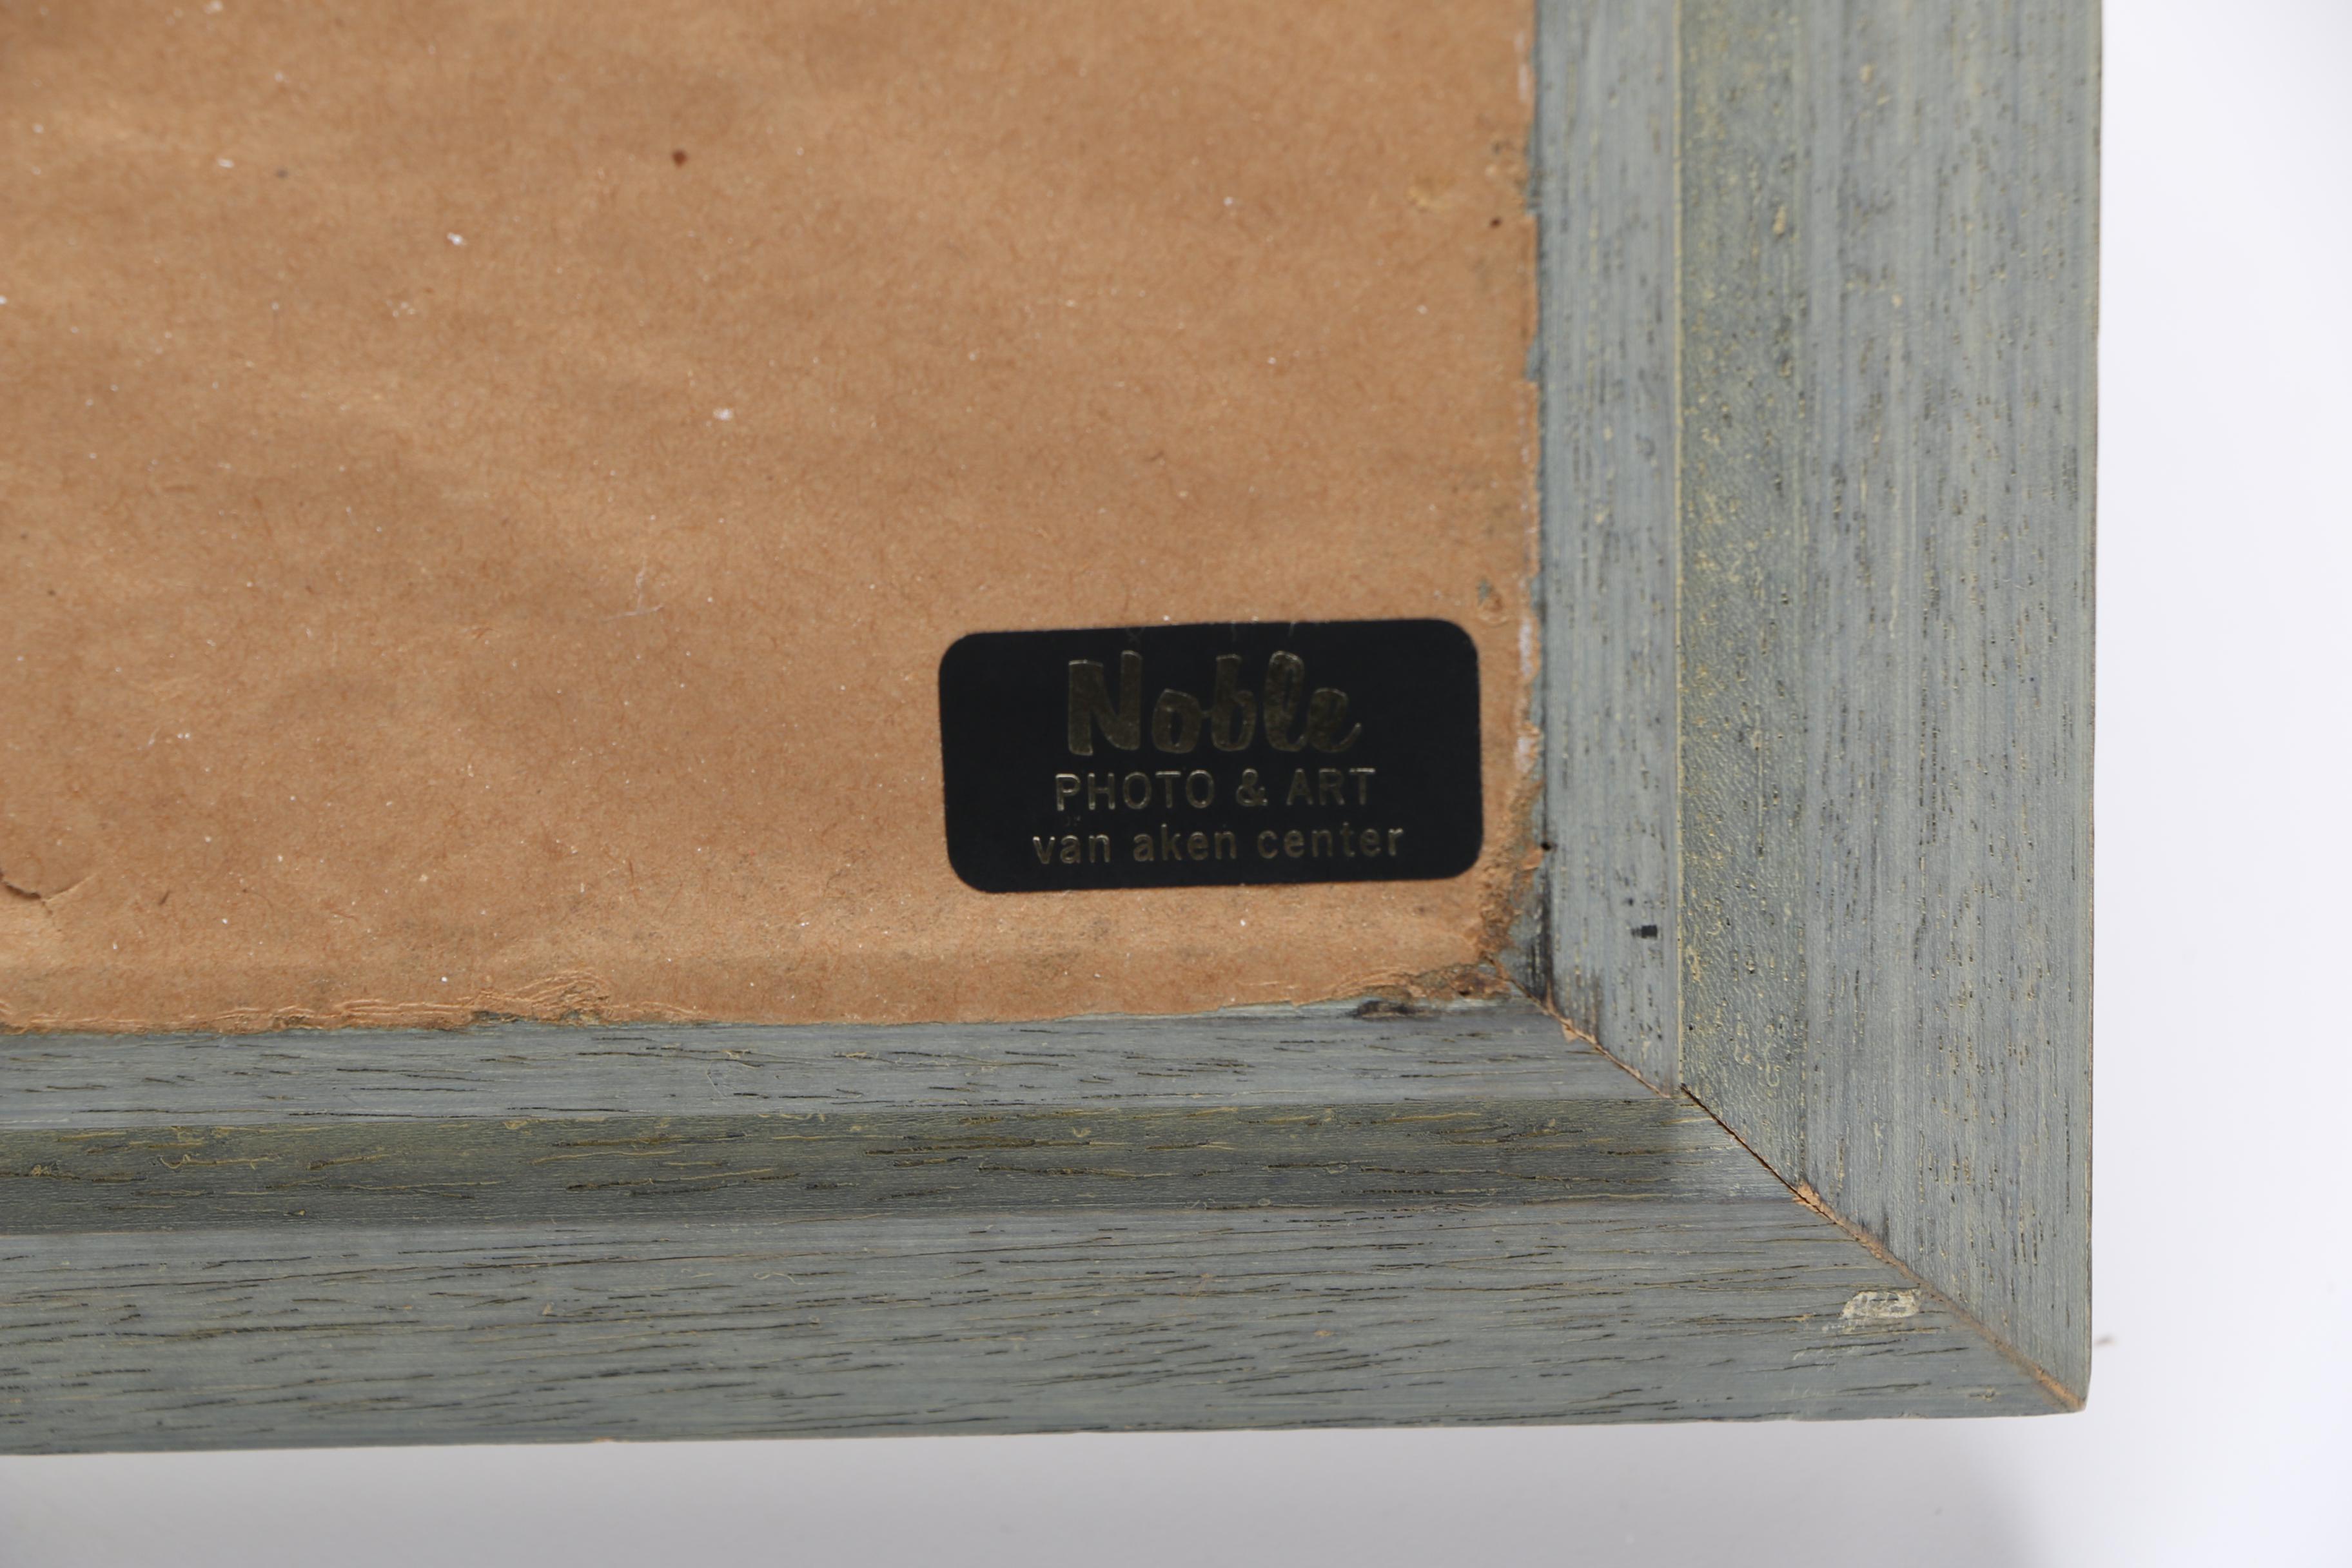 Noble
PHOTO & ART
van aken center